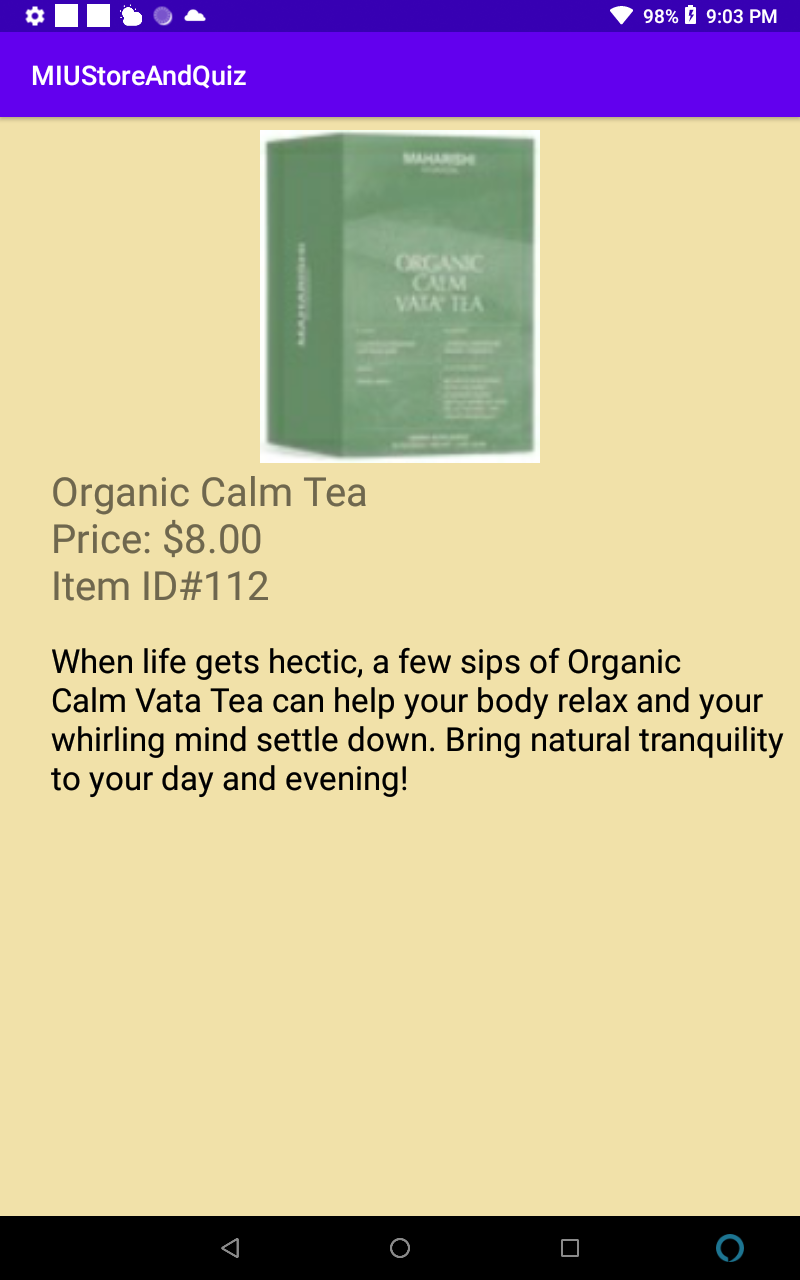 98% 9:03 PM
MIUStoreAndQuiz
MAHARISHI
MAHARISHI
ORGANIC
CALM
VATA® TEA
Organic Calm Tea
Price: $8.00
Item ID#112
When life gets hectic, a few sips of Organic
Calm Vata Tea can help your body relax and your
whirling mind settle down. Bring natural tranquility
to your day and evening!